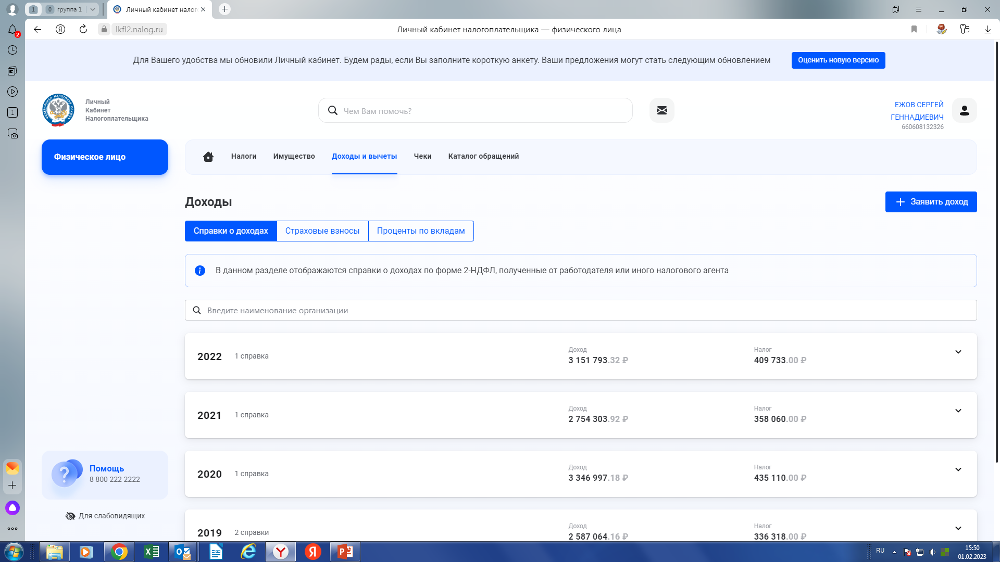 1
0 группа 1
Личный кабинет налог
2
lkfl2.nalog.ru
Личный кабинет налогоплательщика — физического лица
1
Для Вашего удобства мы обновили Личный кабинет. Будем рады, если Вы заполните короткую анкету. Ваши предложения могут стать следующим обновлением
Оценить новую версию
ФЕДЕРАЛЬНАЯ НАЛОГОВАЯ СЛУЖБА
Личный
Кабинет
Налогоплательщика
Чем Вам помочь?
ЕЖОВ СЕРГЕЙ
ГЕННАДИЕВИЧ
660608132326
Физическое лицо
Налоги
Имущество
Доходы и вычеты
Чеки
Каталог обращений
Доходы
Заявить доход
Справки о доходах
Страховые взносы
Проценты по вкладам
В данном разделе отображаются справки о доходах по форме 2-НДФЛ, полученные от работодателя или иного налогового агента
Введите наименование организации
2022 1 справка
Доход
3 151 793.32 ₽
Налог
409 733.00 ₽
2021 1 справка
Доход
2 754 303.92 ₽
Налог
358 060.00 ₽
2020 1 справка
Доход
3 346 997.18 ₽
Налог
435 110.00 ₽
2019 2 справки
Доход
2 587 064.16 ₽
Налог
336 318.00 ₽
Помощь
8 800 222 2222
Для слабовидящих
RU
15:50
01.02.2023